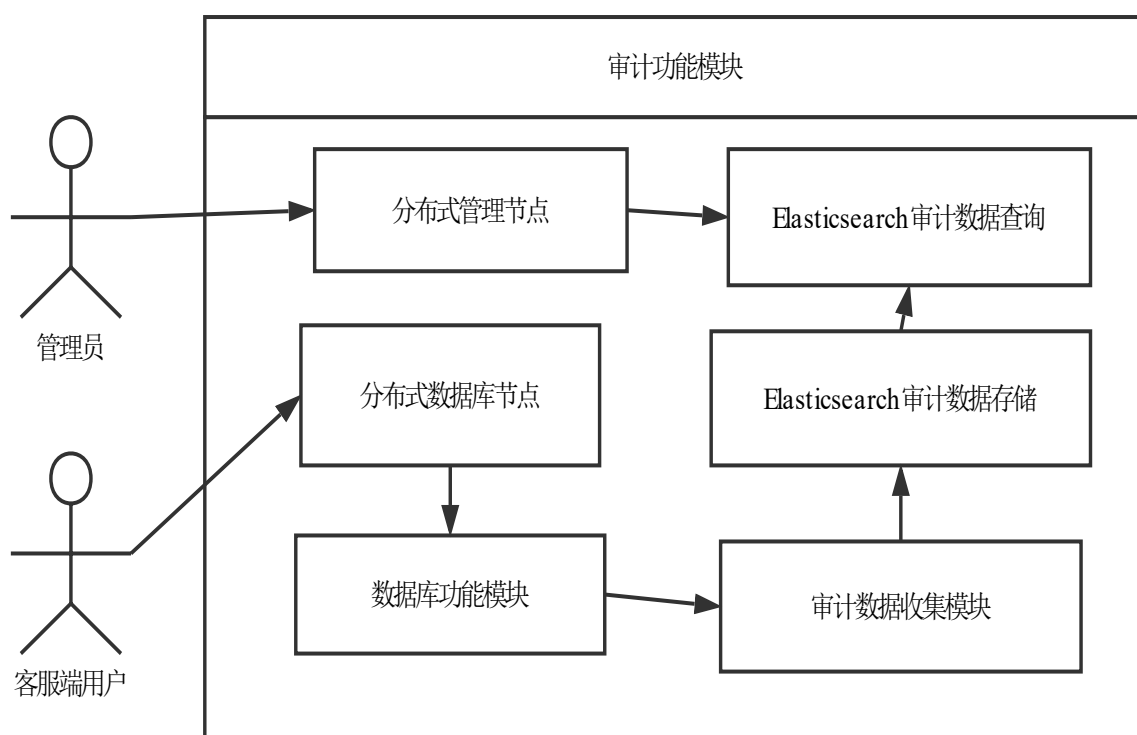 审计功能模块
分布式管理节点
Elasticsearch审计数据查询
管理员
分布式数据库节点
Elasticsearch审计数据存储
数据库功能模块
审计数据收集模块
客服端用户